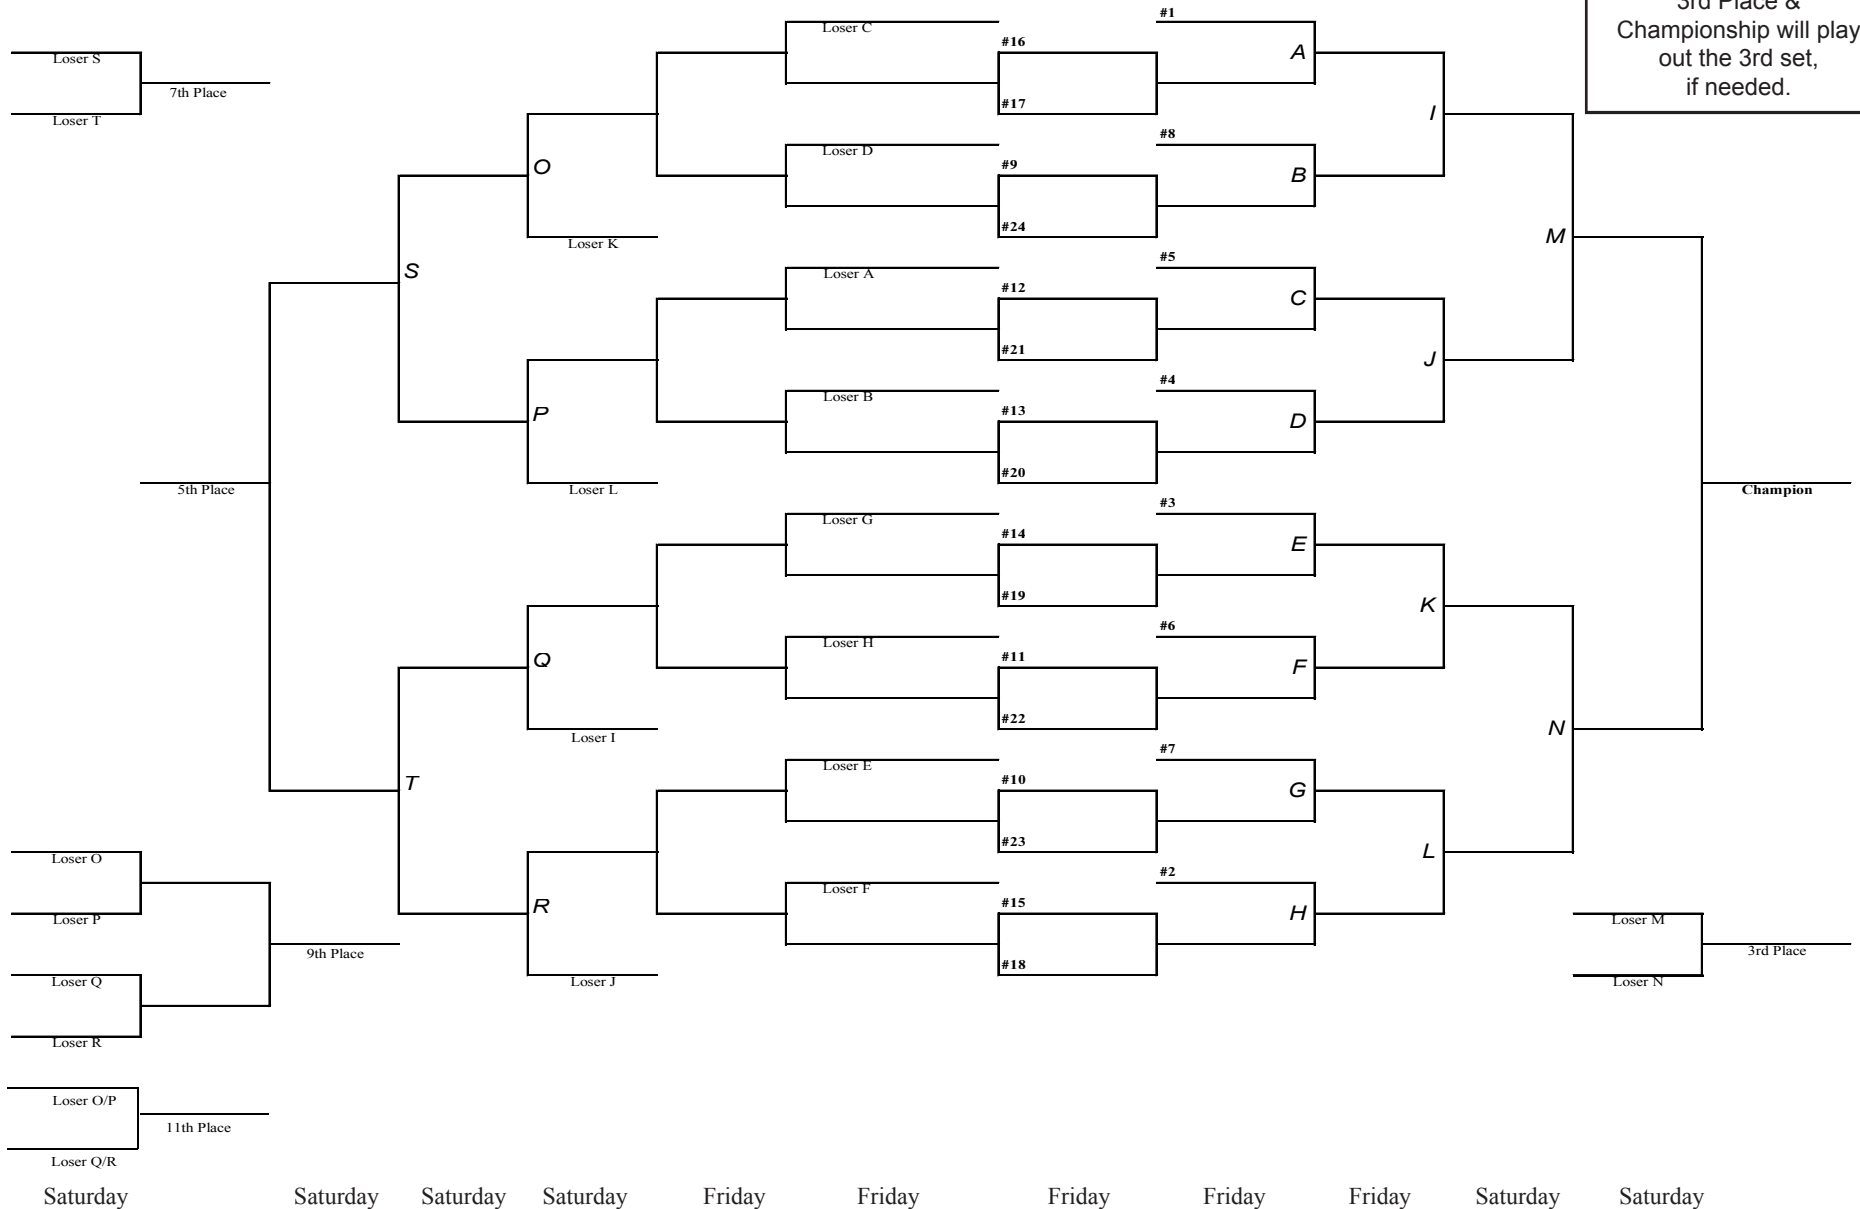 3rd Place &
Championship will play
out the 3rd set,
if needed.
Loser S
7th Place
Loser T
O
Loser K
S
P
Loser L
5th Place
Q
Loser I
T
R
Loser J
Loser O
Loser P
9th Place
Loser Q
Loser R
Loser O/P
11th Place
Loser Q/R
Loser C
Loser D
Loser A
Loser B
Loser G
Loser H
Loser E
Loser F
#16
#17
#9
#24
#12
#21
#13
#20
#14
#19
#11
#22
#10
#23
#15
#18
#1
A
#8
B
#5
C
#4
D
#3
E
#6
F
#7
G
#2
H
I
J
K
L
M
N
Champion
Loser M
3rd Place
Loser N
Saturday Saturday Saturday Saturday Friday Friday Friday Friday Friday Saturday Saturday